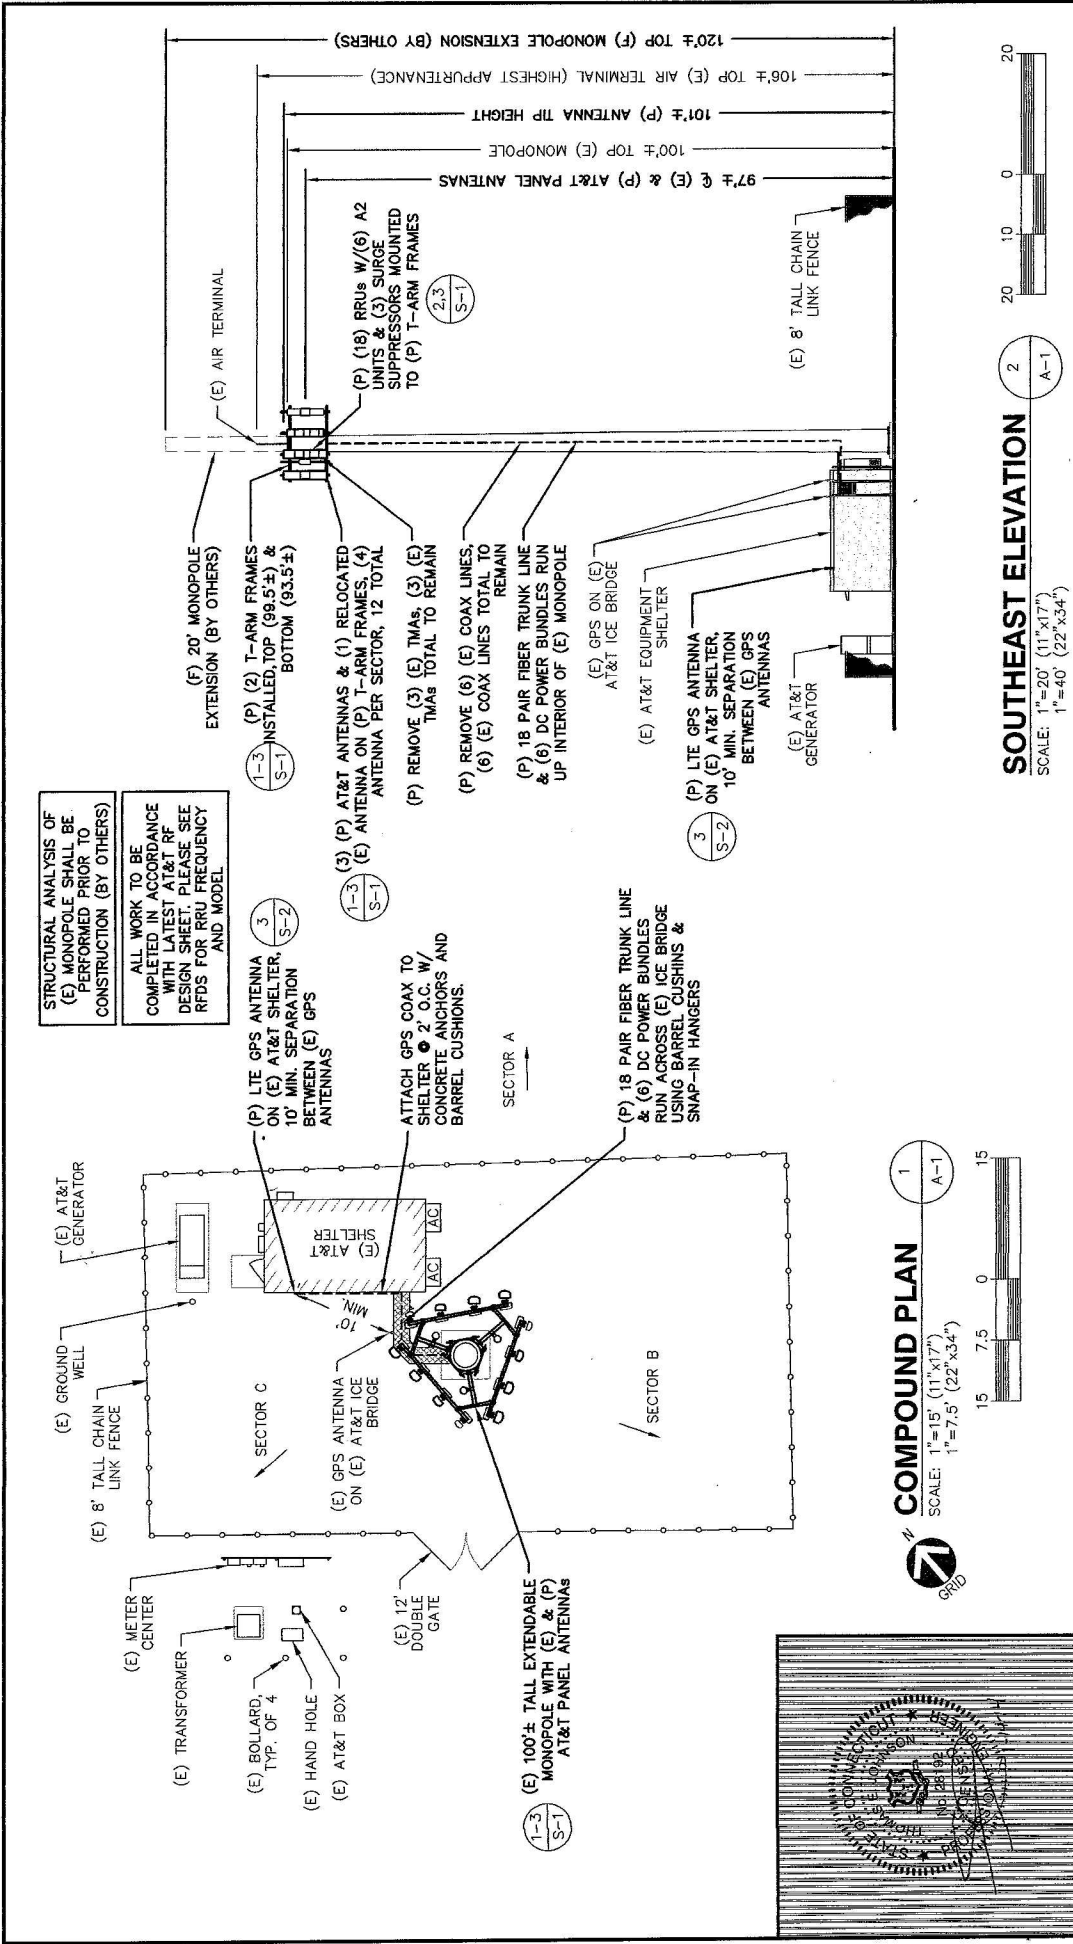 STRUCTURAL ANALYSIS OF
(E) MONOPOLE SHALL BE
PERFORMED PRIOR TO
CONSTRUCTION (BY OTHERS)
ALL WORK TO BE
COMPLETED IN ACCORDANCE
WITH LATEST AT&T RF
DESIGN SHEET. PLEASE SEE
RFDS FOR RRU FREQUENCY
AND MODEL
(E) METER
CENTER
(E) TRANSFORMER
(E) BOLLARD,
TYP. OF 4
(E) HAND HOLE
(E) AT&T BOX
(E) 8' TALL CHAIN
LINK FENCE
(E) GROUND
WELL
(E) AT&T
GENERATOR
(P) LTE GPS ANTENNA
ON (E) AT&T SHELTER,
10' MIN. SEPARATION
BETWEEN (E) GPS
ANTENNAS
3
S-2
ATTACH GPS COAX TO
SHELTER @ 2' O.C. W/
CONCRETE ANCHORS AND
BARREL CUSHIONS.
SECTOR A
(E) AT&T
SHELTER
AC
AC
10'
MIN.
SECTOR C
(E) GPS ANTENNA
ON (E) AT&T ICE
BRIDGE
(E) 12'
DOUBLE
GATE
SECTOR B
(E) 100'± TALL EXTENDABLE
MONOPOLE WITH (E) & (P)
AT&T PANEL ANTENNAs
1-3
S-1
(P) 18 PAIR FIBER TRUNK LINE
& (6) DC POWER BUNDLES
RUN ACROSS (E) ICE BRIDGE
USING BARREL CUSHINS &
SNAP-IN HANGERS
N
GRID
COMPOUND PLAN
1
A-1
SCALE: 1"=15' (11"x17")
1"=7.5' (22"x34")
15 7.5 0 15
(F) 20' MONOPOLE
EXTENSION (BY OTHERS)
(E) AIR TERMINAL
(P) (2) T-ARM FRAMES
INSTALLED,TOP (99.5'±) &
BOTTOM (93.5'±)
1-3
S-1
(3) (P) AT&T ANTENNAS & (1) RELOCATED
(E) ANTENNA ON (P) T-ARM FRAMES, (4)
ANTENNA PER SECTOR, 12 TOTAL
1-3
S-1
(P) REMOVE (3) (E) TMAs, (3) (E)
TMAs TOTAL TO REMAIN
(P) REMOVE (6) (E) COAX LINES,
(6) (E) COAX LINES TOTAL TO
REMAIN
(P) 18 PAIR FIBER TRUNK LINE
& (6) DC POWER BUNDLES RUN
UP INTERIOR OF (E) MONOPOLE
(E) GPS ON (E)
AT&T ICE BRIDGE
(E) AT&T EQUIPMENT
SHELTER
(P) LTE GPS ANTENNA
ON (E) AT&T SHELTER,
10' MIN. SEPARATION
BETWEEN (E) GPS
ANTENNAS
3
S-2
(E) AT&T
GENERATOR
(P) (18) RRUs W/(6) A2
UNITS & (3) SURGE
SUPPRESSORS MOUNTED
TO (P) T-ARM FRAMES
2,3
S-1
(E) 8' TALL CHAIN
LINK FENCE
97'± ℄ (E) & (P) AT&T PANEL ANTENAS
100'± TOP (E) MONOPOLE
101'± (P) ANTENNA TIP HEIGHT
106'± TOP (E) AIR TERMINAL (HIGHEST APPURTENANCE)
120'± TOP (F) MONOPOLE EXTENSION (BY OTHERS)
SOUTHEAST ELEVATION
2
A-1
SCALE: 1"=20' (11"x17")
1"=40' (22"x34")
20 10 0 20
STATE OF CONNECTICUT
THOMAS E JOHNSON
LICENSED
PROFESSIONAL ENGINEER